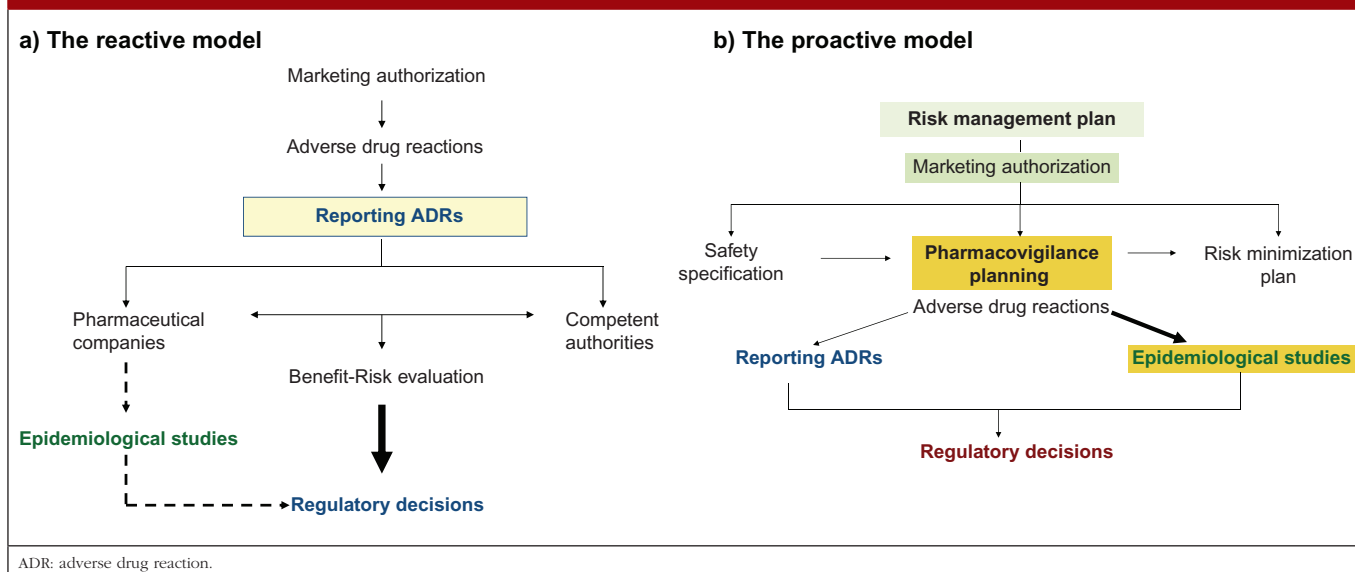 a) The reactive model
Marketing authorization
Adverse drug reactions
Reporting ADRs
Pharmaceutical
companies
Competent
authorities
Benefit-Risk evaluation
Epidemiological studies
Regulatory decisions
b) The proactive model
Risk management plan
Marketing authorization
Safety
specification
Pharmacovigilance
planning
Risk minimization
plan
Adverse drug reactions
Reporting ADRs
Epidemiological studies
Regulatory decisions
ADR: adverse drug reaction.